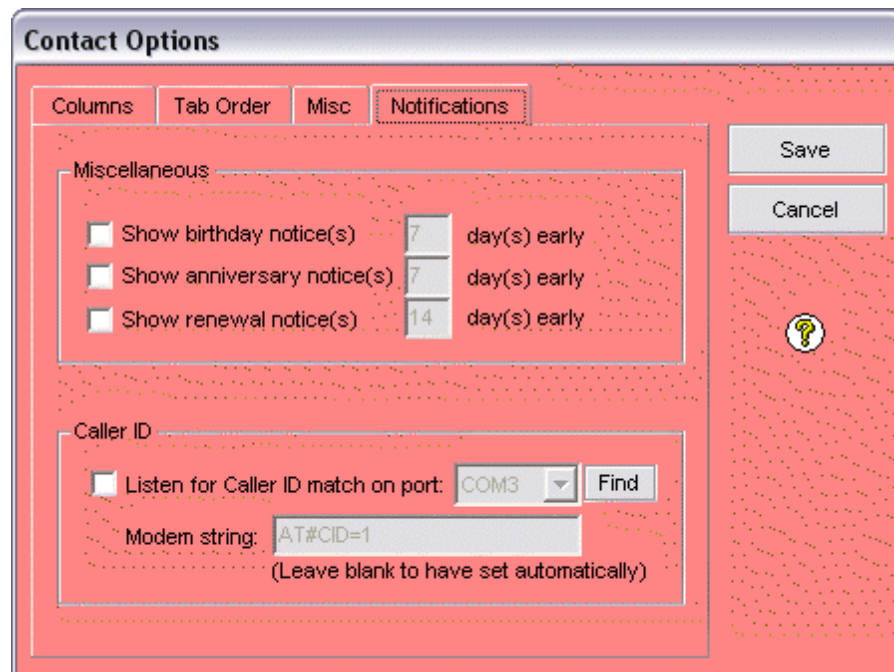 Contact Options
Columns Tab Order Misc Notifications
Save
Cancel
Miscellaneous
Show birthday notice(s) 7 day(s) early
Show anniversary notice(s) 7 day(s) early
Show renewal notice(s) 14 day(s) early
?
Caller ID
Listen for Caller ID match on port: COM3 Find
Modem string: AT#CID=1
(Leave blank to have set automatically)